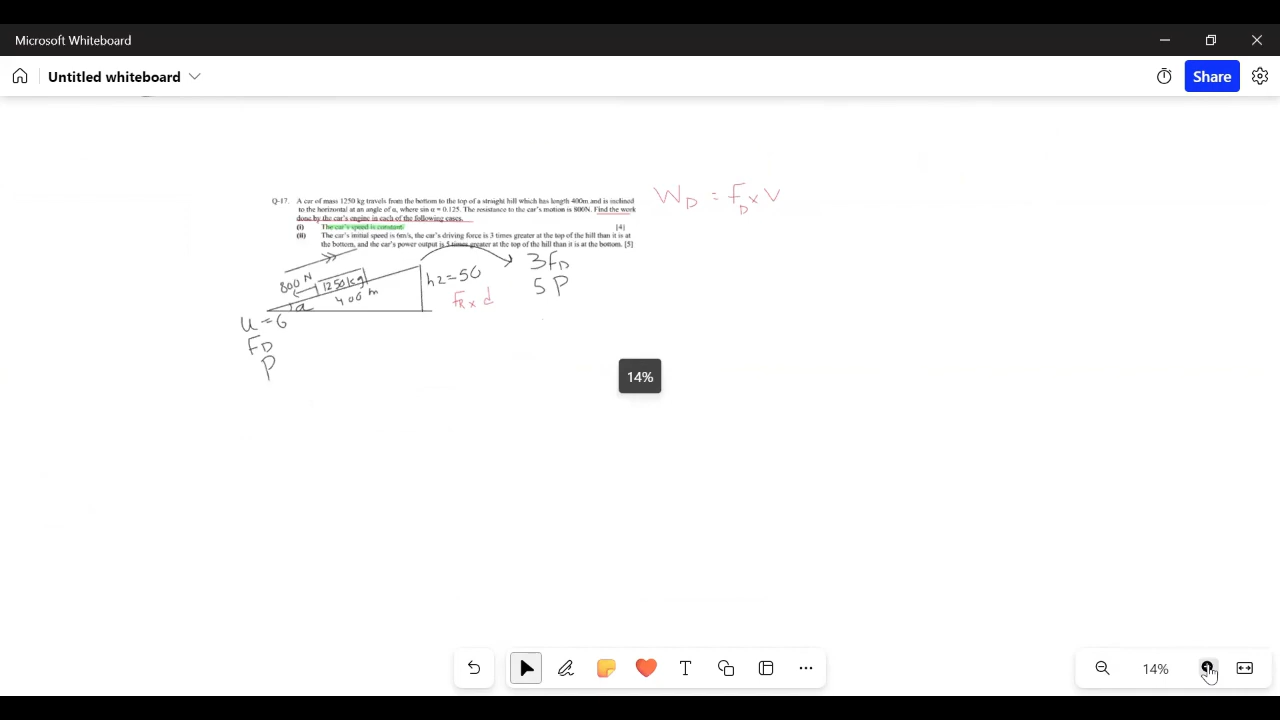 Microsoft Whiteboard
Untitled whiteboard
Share
Q-17. A car of mass 1250 kg travels from the bottom to the top of a straight hill which has length 400m and is inclined
to the horizontal at an angle of α, where sin α = 0.125. The resistance to the car's motion is 800N. Find the work
done by the car's engine in each of the following cases.
(i) The car's speed is constant. [4]
(ii) The car's initial speed is 6m/s, the car's driving force is 3 times greater at the top of the hill than it is at
the bottom, and the car's power output is 5 times greater at the top of the hill than it is at the bottom. [5]
W_D = F_D × V
800 N
1250 kg
400 m
α
h2 = 50
F_R × d
3F_D
5 P
u = 6
F_D
P
14%
T
14%